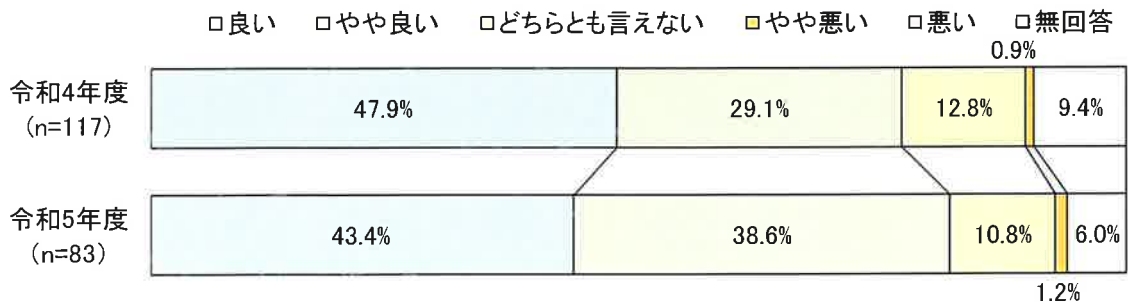 □良い □やや良い □どちらとも言えない □やや悪い □悪い □無回答
0.9%
令和4年度
(n=117)
47.9% 29.1% 12.8% 9.4%
令和5年度
(n=83)
43.4% 38.6% 10.8% 6.0%
1.2%